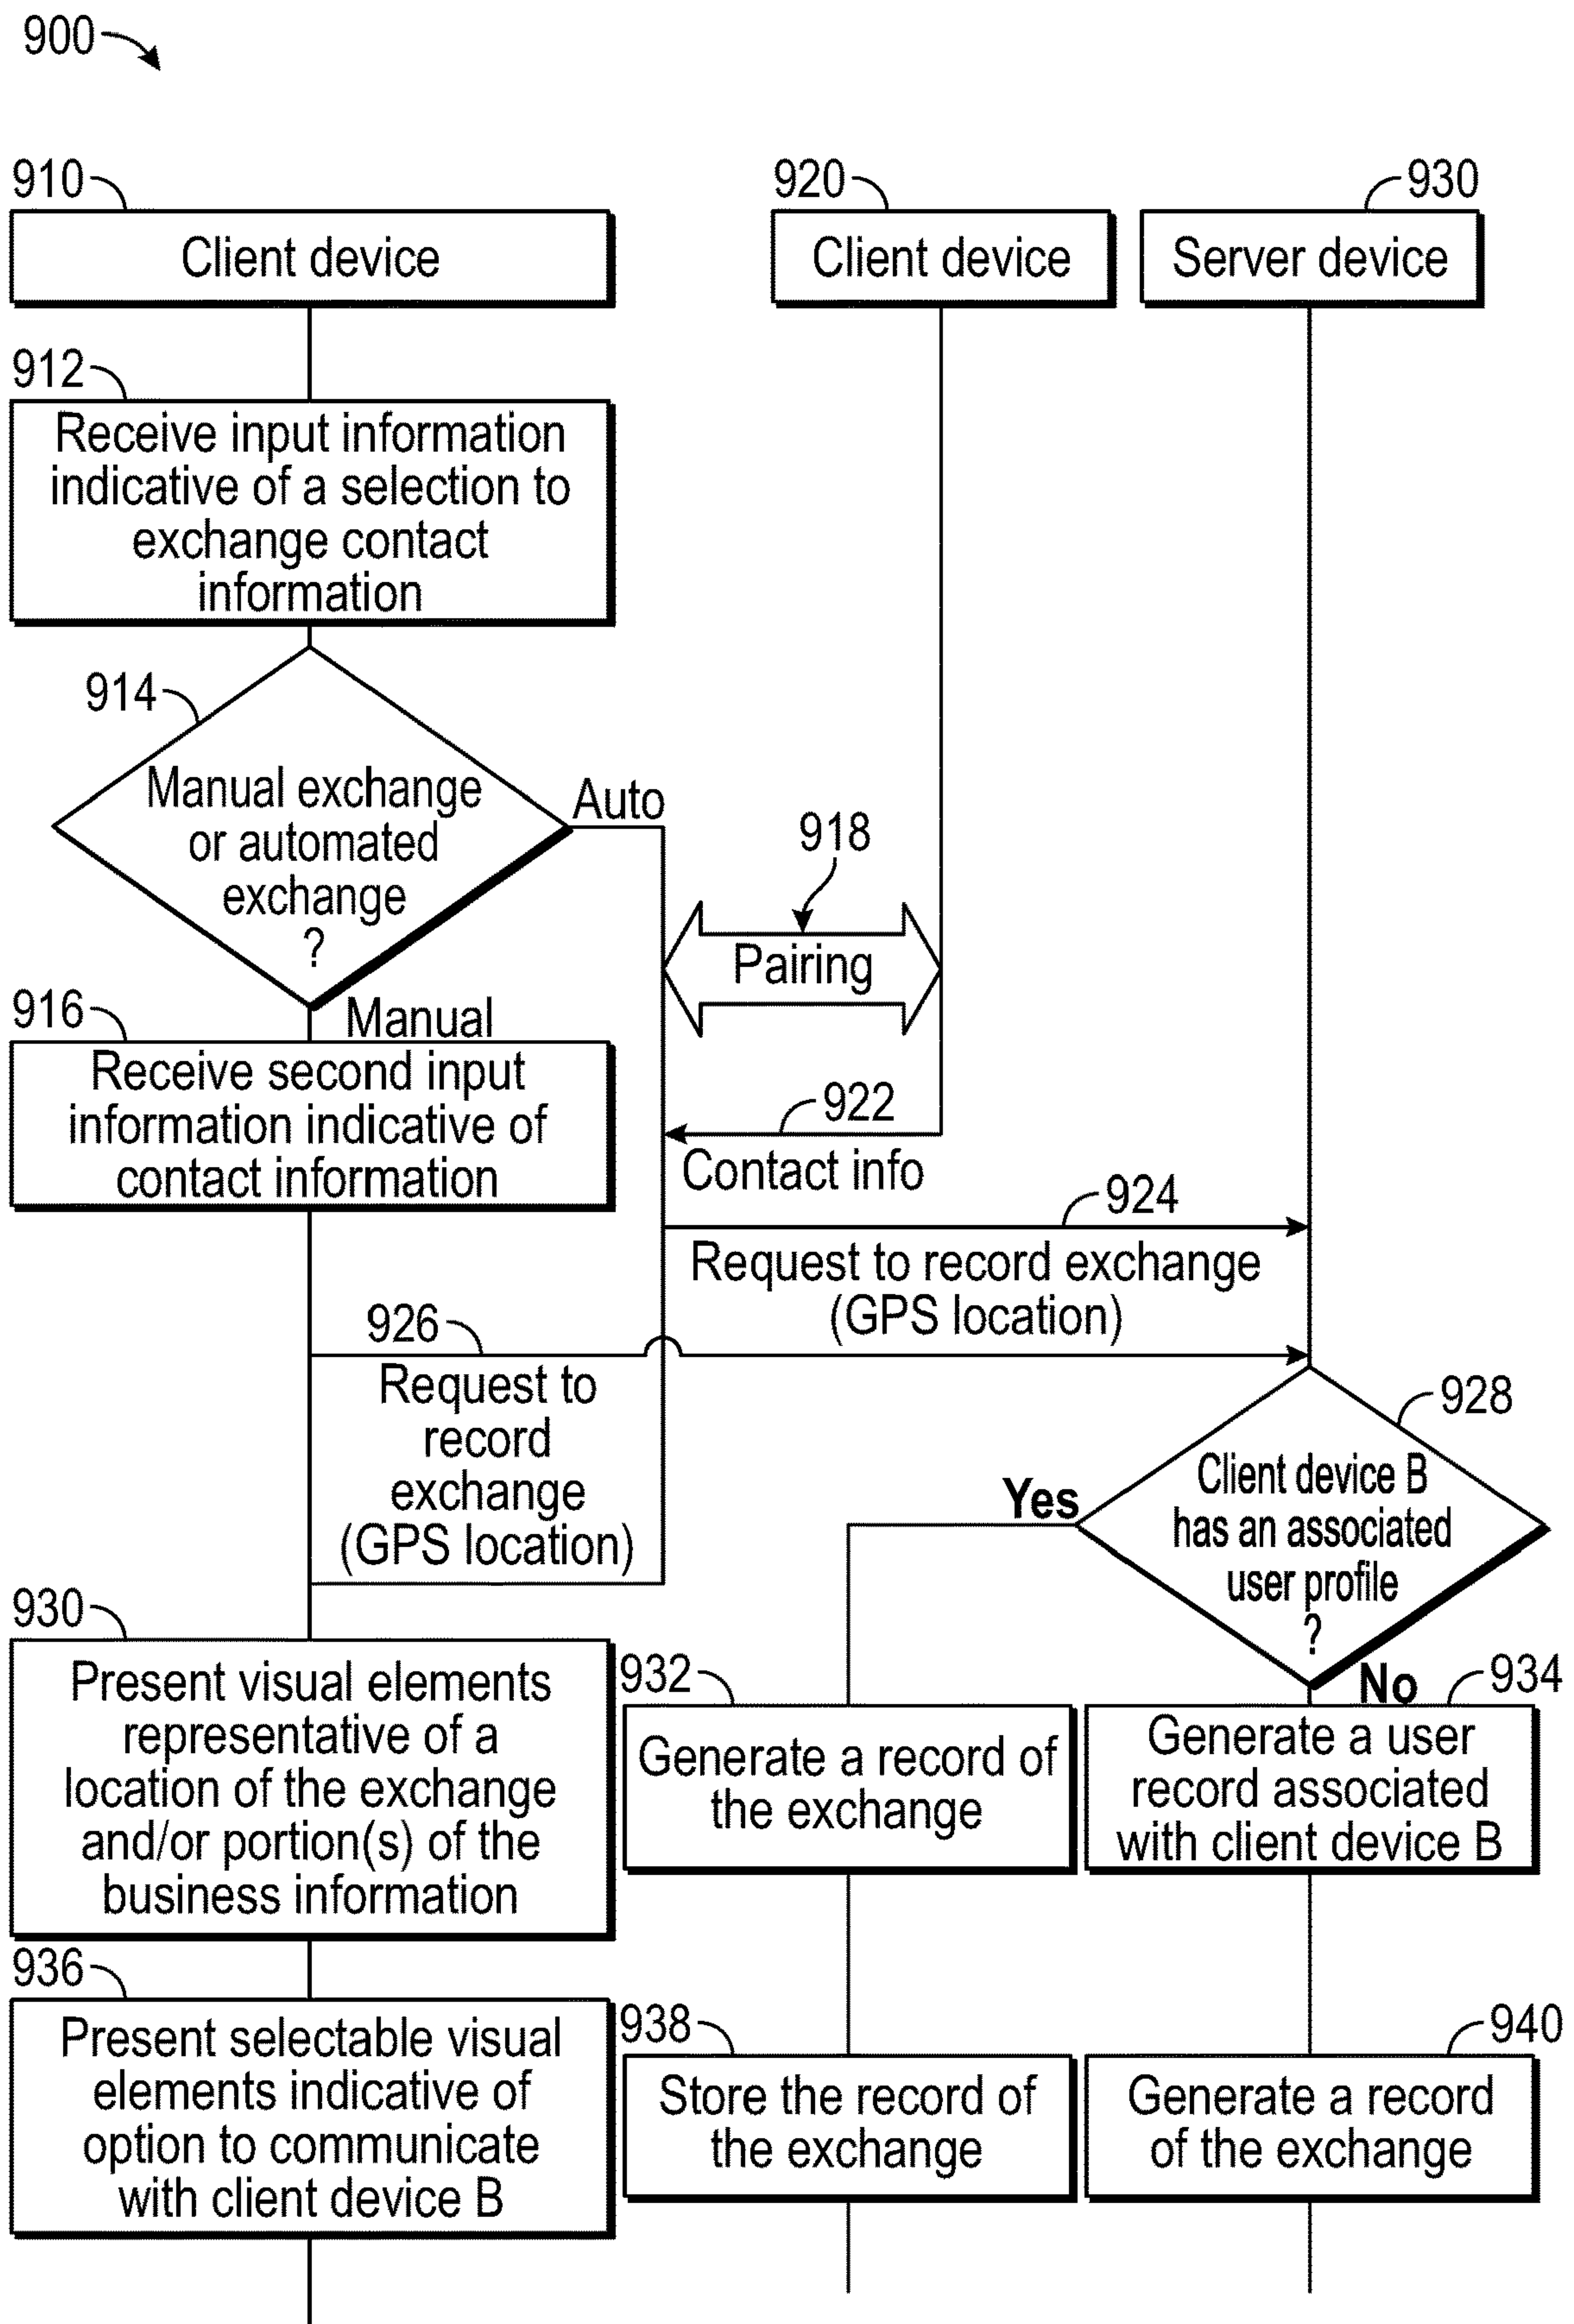 900
910
920
930
Client device
Client device
Server device
912
Receive input information
indicative of a selection to
exchange contact
information
914
Manual exchange
or automated
exchange
?
Auto
918
Pairing
916
Manual
Receive second input
information indicative of
contact information
922
Contact info
924
Request to record exchange
(GPS location)
926
Request to
record
exchange
(GPS location)
928
Client device B
has an associated
user profile
?
Yes
No
930
Present visual elements
representative of a
location of the exchange
and/or portion(s) of the
business information
932
Generate a record of
the exchange
934
Generate a user
record associated
with client device B
936
Present selectable visual
elements indicative of
option to communicate
with client device B
938
Store the record of
the exchange
940
Generate a record
of the exchange